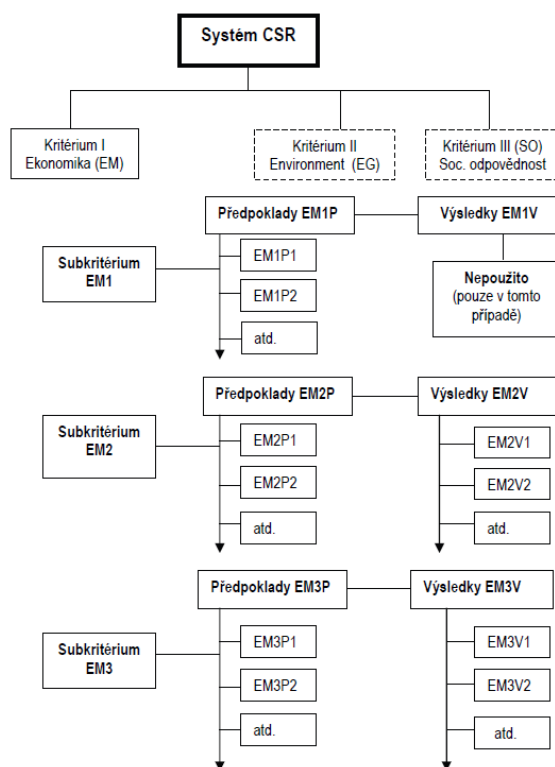 Systém CSR
Kritérium I
Ekonomika (EM)
Kritérium II
Environment (EG)
Kritérium III (SO)
Soc. odpovědnost
Předpoklady EM1P
Výsledky EM1V
Subkritérium
EM1
EM1P1
EM1P2
atd.
Nepoužito
(pouze v tomto
případě)
Předpoklady EM2P
Výsledky EM2V
Subkritérium
EM2
EM2P1
EM2P2
atd.
EM2V1
EM2V2
atd.
Předpoklady EM3P
Výsledky EM3V
Subkritérium
EM3
EM3P1
EM3P2
atd.
EM3V1
EM3V2
atd.